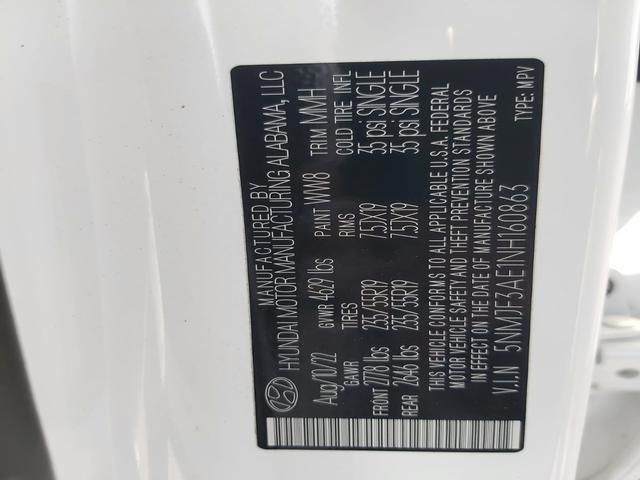 MANUFACTURED BY
HYUNDAI MOTOR MANUFACTURING ALABAMA, LLC
Aug/10/22 GVWR 4629 lbs PAINT WW8 TRIM MMH
GAWR TIRES RIMS COLD TIRE INFL
FRONT 2778 lbs 235/55R19 7.5JX19 35 psi SINGLE
REAR 2646 lbs 235/55R19 7.5JX19 35 psi SINGLE
THIS VEHICLE CONFORMS TO ALL APPLICABLE U.S.A. FEDERAL
MOTOR VEHICLE SAFETY AND THEFT PREVENTION STANDARDS
IN EFFECT ON THE DATE OF MANUFACTURE SHOWN ABOVE
V.I.N 5NMJF3AE1NH160863 TYPE: MPV